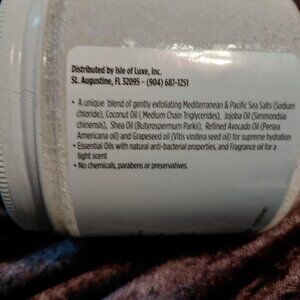 Distributed by Isle of Luxe, Inc.
St. Augustine, FL 32095 - (904) 687-1251
• A unique blend of gently exfoliating Mediterranean & Pacific Sea Salts (Sodium
chloride), Coconut Oil ( Medium Chain Triglycerides), Jojoba Oil (Simmondsia
chinensis), Shea Oil (Butyrospermum Parkii), Refined Avocado Oil (Persea
Americana oil) and Grapeseed oil (Vitis vinifera seed oil) for supreme hydration
• Essential Oils with natural anti-bacterial properties, and Fragrance oil for a
light scent
• No chemicals, parabens or preservatives.